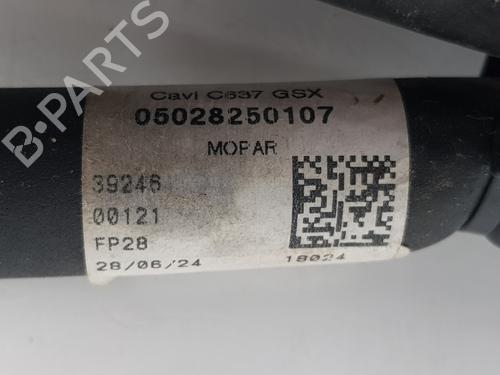 Cavi C637 GSX
05028250107
MOPAR
39246
00121
FP28
28/06/24
18024
B-PARTS